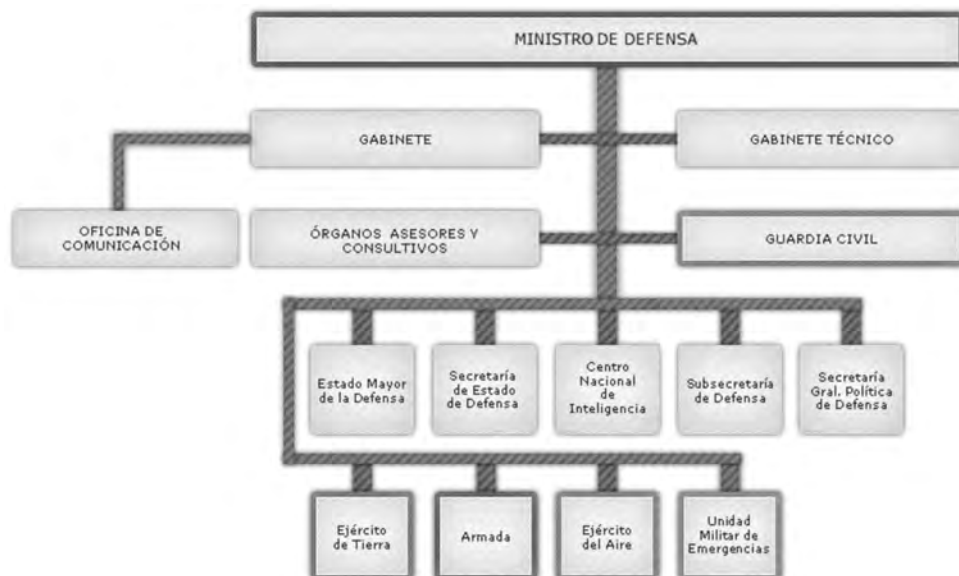 MINISTRO DE DEFENSA
GABINETE
GABINETE TÉCNICO
OFICINA DE
COMUNICACIÓN
ÓRGANOS ASESORES Y
CONSULTIVOS
GUARDIA CIVIL
Estado Mayor
de la Defensa
Secretaría
de Estado
de Defensa
Centro
Nacional
de
Inteligencia
Subsecretaría
de Defensa
Secretaría
Gral. Política
de Defensa
Ejército
de Tierra
Armada
Ejército
del Aire
Unidad
Militar de
Emergencias